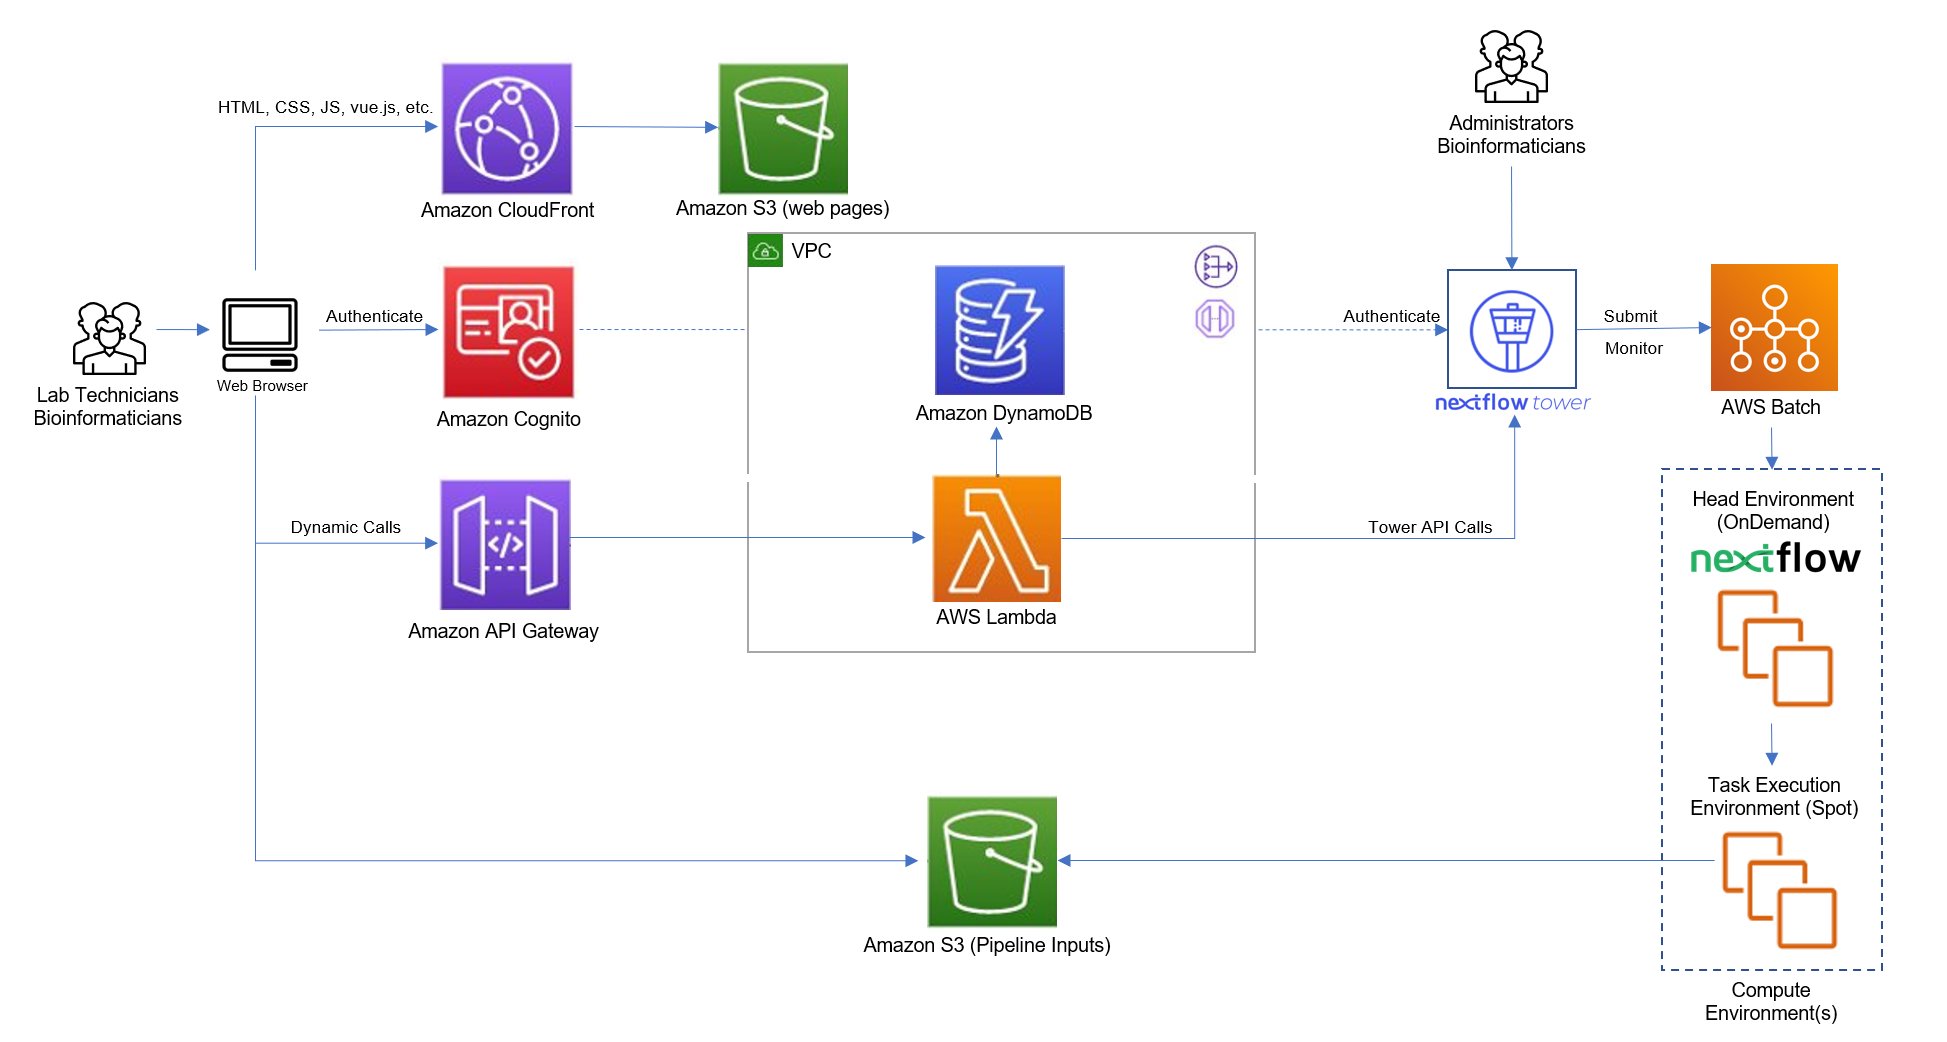 HTML, CSS, JS, vue.js, etc.
Amazon CloudFront
Amazon S3 (web pages)
Administrators
Bioinformaticians
VPC
Lab Technicians
Bioinformaticians
Web Browser
Authenticate
Amazon Cognito
Amazon DynamoDB
Authenticate
nextflow tower
Submit
Monitor
AWS Batch
Dynamic Calls
Amazon API Gateway
AWS Lambda
Tower API Calls
Head Environment
(OnDemand)
nextflow
Task Execution
Environment (Spot)
Amazon S3 (Pipeline Inputs)
Compute
Environment(s)